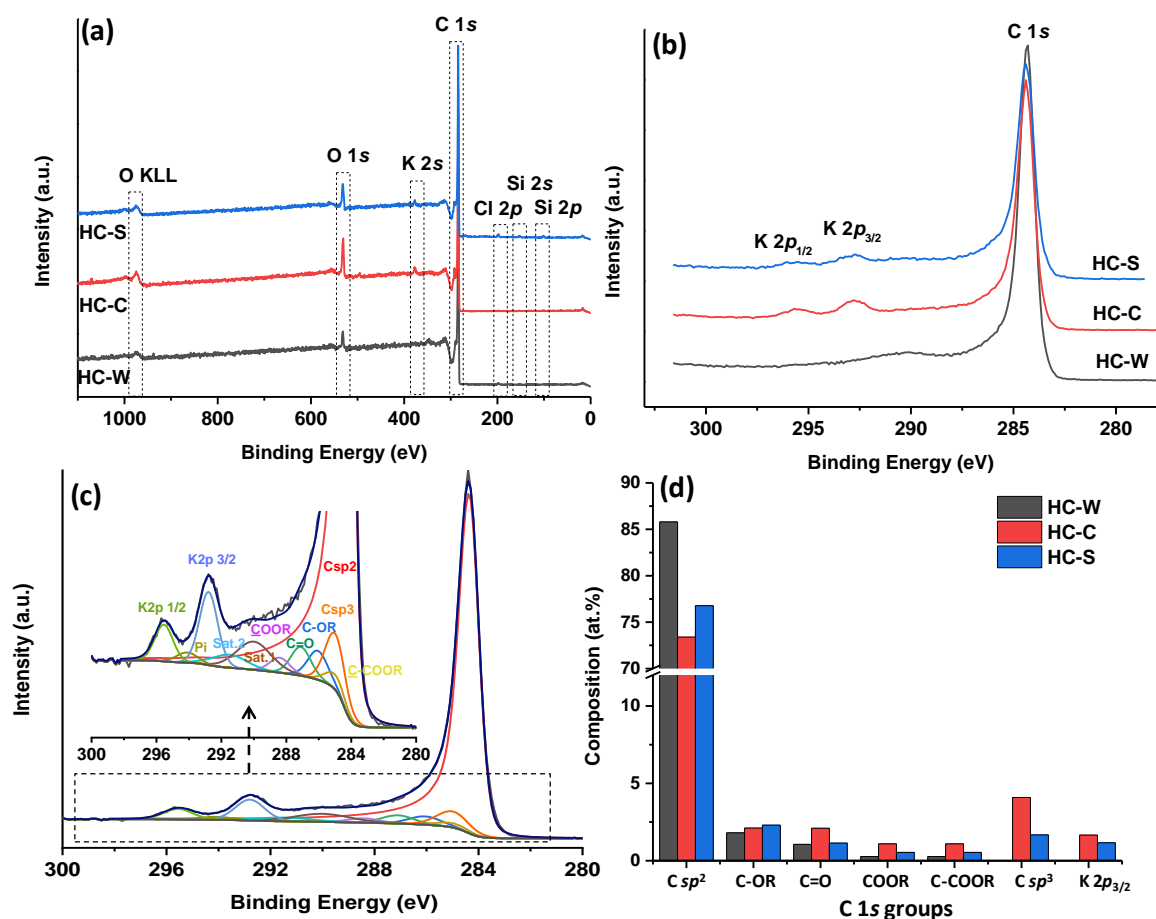 (a)
C 1s
O 1s
K 2s
Si 2s
O KLL
Cl 2p
Si 2p
HC-S
HC-C
HC-W
Intensity (a.u.)
1000 800 600 400 200 0
Binding Energy (eV)
(b)
C 1s
K 2p1/2
K 2p3/2
HC-S
HC-C
HC-W
Intensity (a.u.)
300 295 290 284 280
Binding Energy (eV)
(c)
K2p 3/2
Csp2
K2p 1/2
COOR
Csp3
Pi
Sat.2
C-OR
C=O
Sat.1
C-COOR
300 296 292 288 284 280
Intensity (a.u.)
300 296 292 288 284 280
Binding Energy (eV)
(d)
HC-W
HC-C
HC-S
90
85
80
75
70
10
5
0
Composition (at.%)
C sp2 C-OR C=O COOR C-COOR C sp3 K 2p3/2
C 1s groups